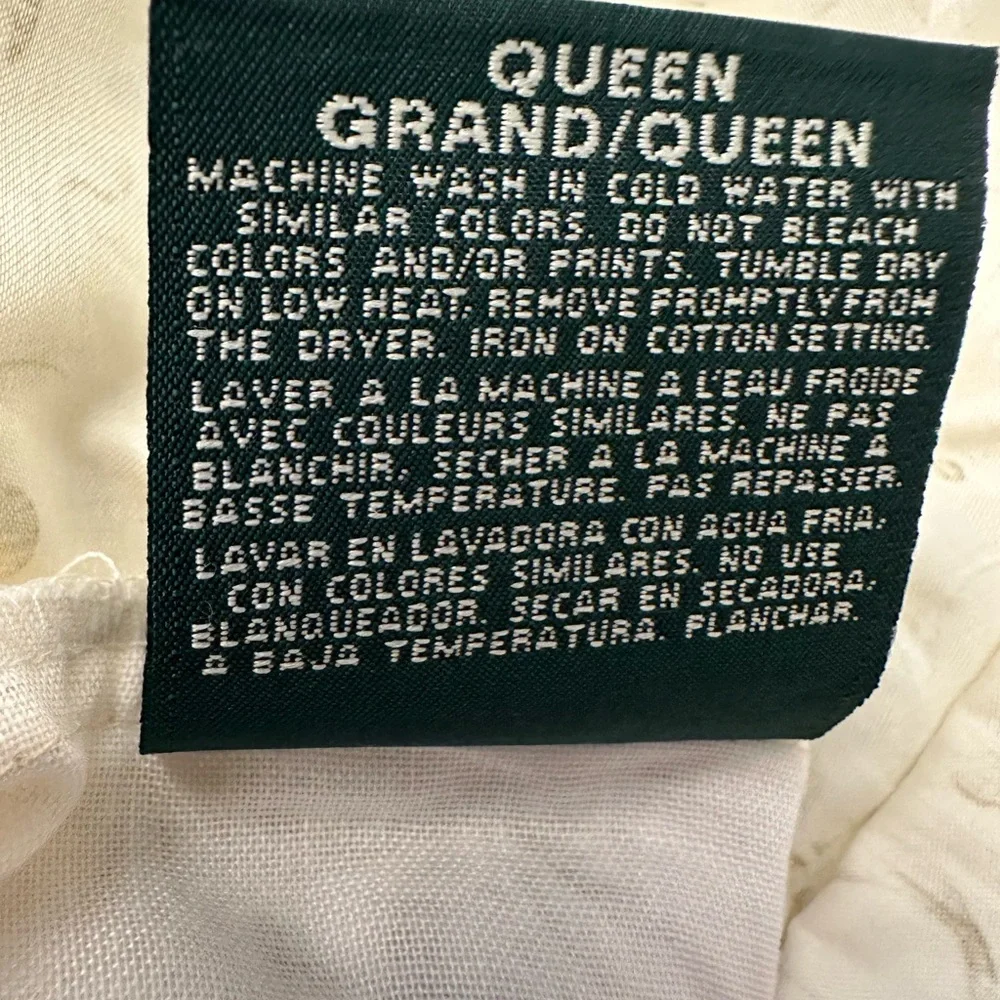 QUEEN
GRAND/QUEEN
MACHINE WASH IN COLD WATER WITH
SIMILAR COLORS. DO NOT BLEACH
COLORS AND/OR PRINTS. TUMBLE DRY
ON LOW HEAT. REMOVE PROMPTLY FROM
THE DRYER. IRON ON COTTON SETTING.
LAVER A LA MACHINE A L'EAU FROIDE
AVEC COULEURS SIMILARES. NE PAS
BLANCHIR. SECHER A LA MACHINE A
BASSE TEMPERATURE. PAS REPASSER.
LAVAR EN LAVADORA CON AGUA FRIA.
CON COLORES SIMILARES. NO USE
BLANQUEADOR. SECAR EN SECADORA.
A BAJA TEMPERATURA. PLANCHAR.